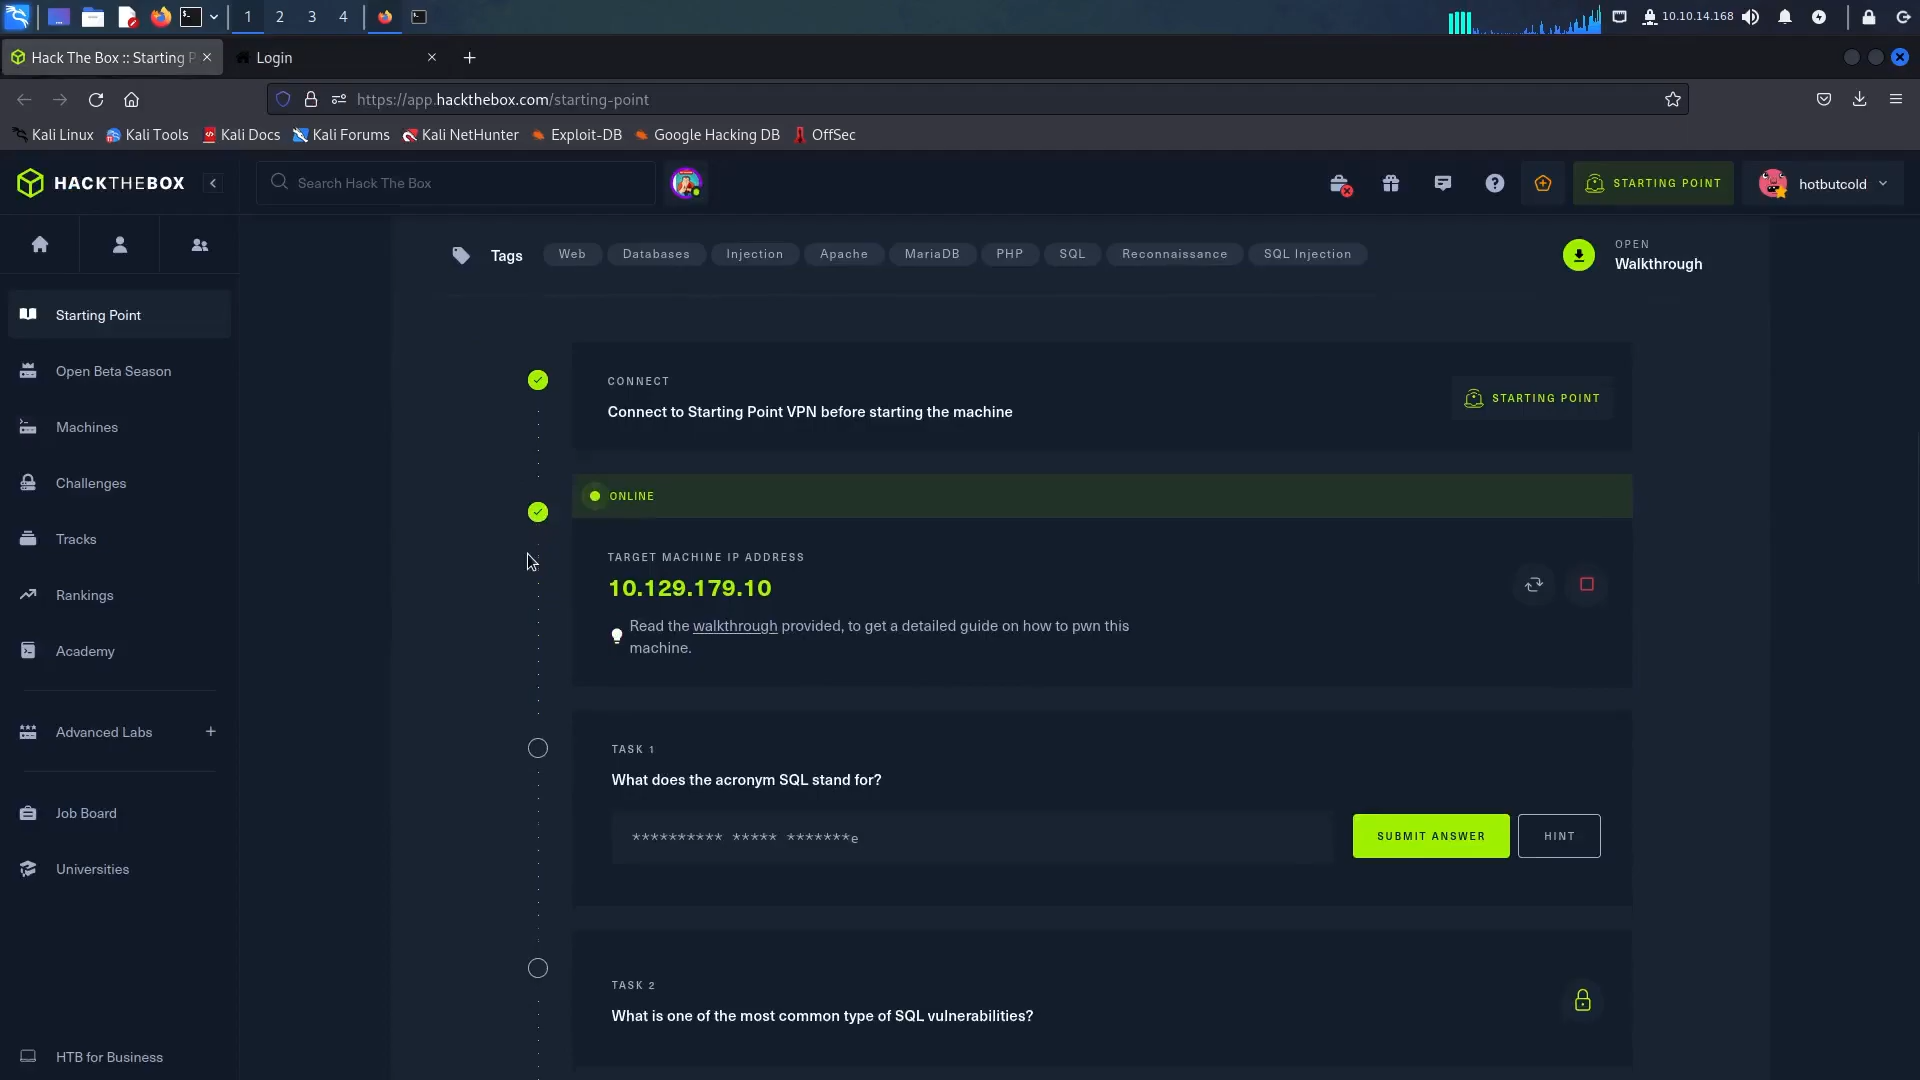 1 2 3 4 10.10.14.168
Hack The Box :: Starting P Login
https://app.hackthebox.com/starting-point
Kali Linux Kali Tools Kali Docs Kali Forums Kali NetHunter Exploit-DB Google Hacking DB OffSec
HACKTHEBOX Search Hack The Box STARTING POINT hotbutcold
Tags Web Databases Injection Apache MariaDB PHP SQL Reconnaissance SQL Injection
OPEN
Walkthrough
Starting Point
Open Beta Season
Machines
Challenges
Tracks
Rankings
Academy
Advanced Labs +
Job Board
Universities
HTB for Business
CONNECT
Connect to Starting Point VPN before starting the machine
STARTING POINT
ONLINE
TARGET MACHINE IP ADDRESS
10.129.179.10
Read the walkthrough provided, to get a detailed guide on how to pwn this
machine.
TASK 1
What does the acronym SQL stand for?
********** ***** *******e
SUBMIT ANSWER HINT
TASK 2
What is one of the most common type of SQL vulnerabilities?